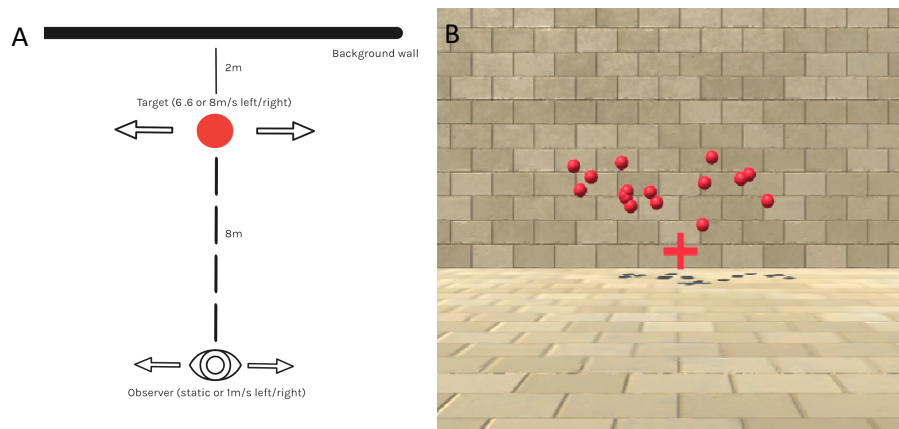 A
Background wall
2m
Target (6.6 or 8m/s left/right)
8m
Observer (static or 1m/s left/right)
B